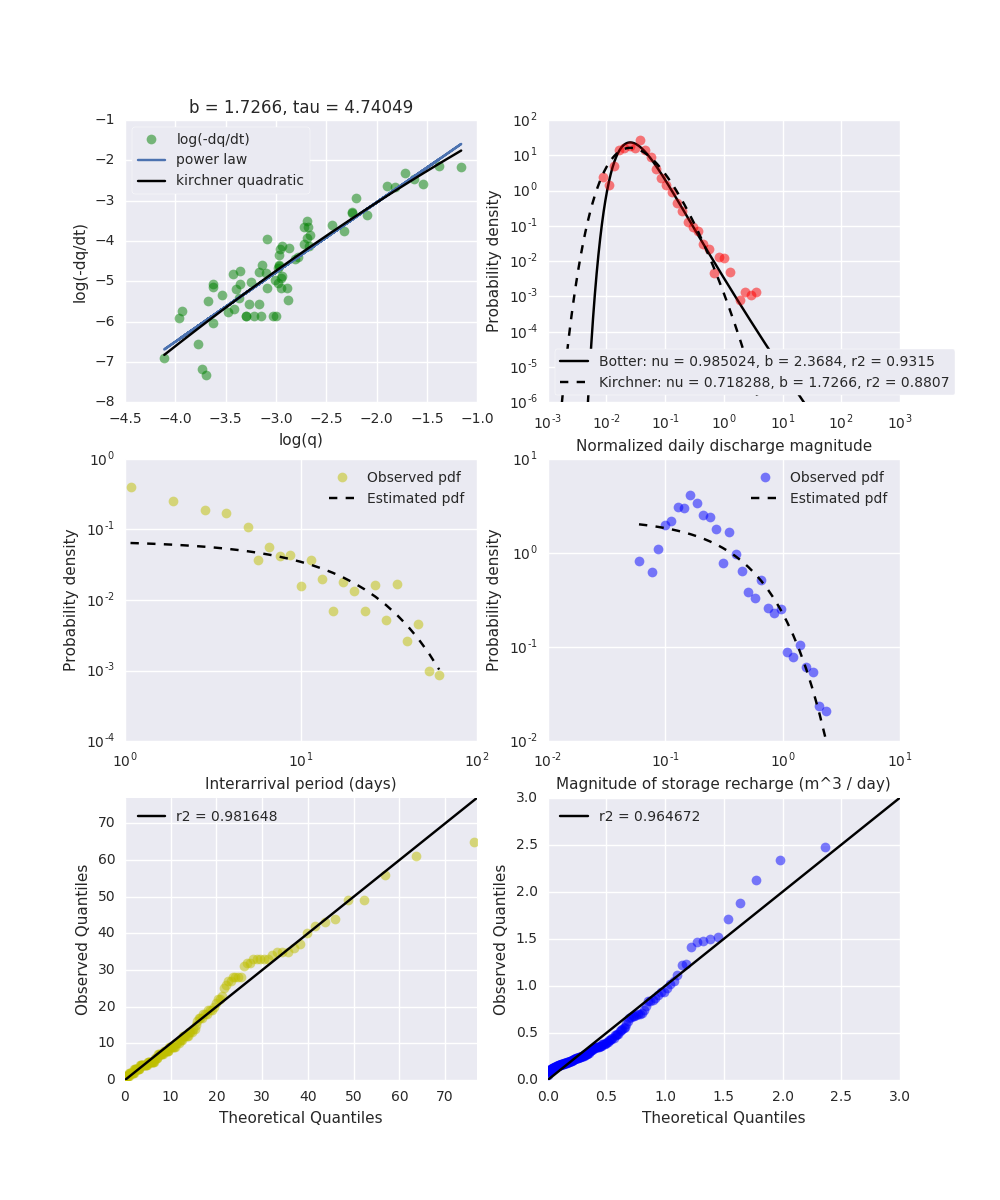 b = 1.7266, tau = 4.74049
log(-dq/dt)
−1
−2
−3
−4
−5
−6
−7
−8
log(-dq/dt)
power law
kirchner quadratic
−4.5 −4.0 −3.5 −3.0 −2.5 −2.0 −1.5 −1.0
log(q)
Probability density
10^2
10^1
10^0
10^-1
10^-2
10^-3
10^-4
10^-5
10^-6
Botter: nu = 0.985024, b = 2.3684, r2 = 0.9315
Kirchner: nu = 0.718288, b = 1.7266, r2 = 0.8807
10^-3 10^-2 10^-1 10^0 10^1 10^2 10^3
Normalized daily discharge magnitude
Probability density
10^0
10^-1
10^-2
10^-3
10^-4
Observed pdf
Estimated pdf
10^0 10^1 10^2
Interarrival period (days)
Probability density
10^1
10^0
10^-1
10^-2
Observed pdf
Estimated pdf
10^-2 10^-1 10^0 10^1
Magnitude of storage recharge (m^3 / day)
Observed Quantiles
70
60
50
40
30
20
10
0
r2 = 0.981648
0 10 20 30 40 50 60 70
Theoretical Quantiles
Observed Quantiles
3.0
2.5
2.0
1.5
1.0
0.5
0.0
r2 = 0.964672
0.0 0.5 1.0 1.5 2.0 2.5 3.0
Theoretical Quantiles